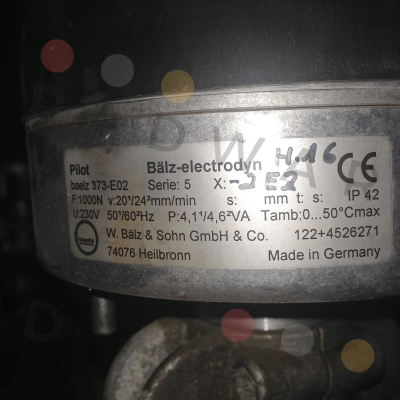 Pilot Bälz-electrodyn H.16 CE
baelz 373-E02 Serie: 5 X: -2E2
F:1000N v:20¹/24²mm/min s: mm t: s: IP 42
U:230V 50¹/60²Hz P:4,1¹/4,6²VA Tamb:0...50°Cmax
W. Bälz & Sohn GmbH & Co. 122+4526271
74076 Heilbronn Made in Germany